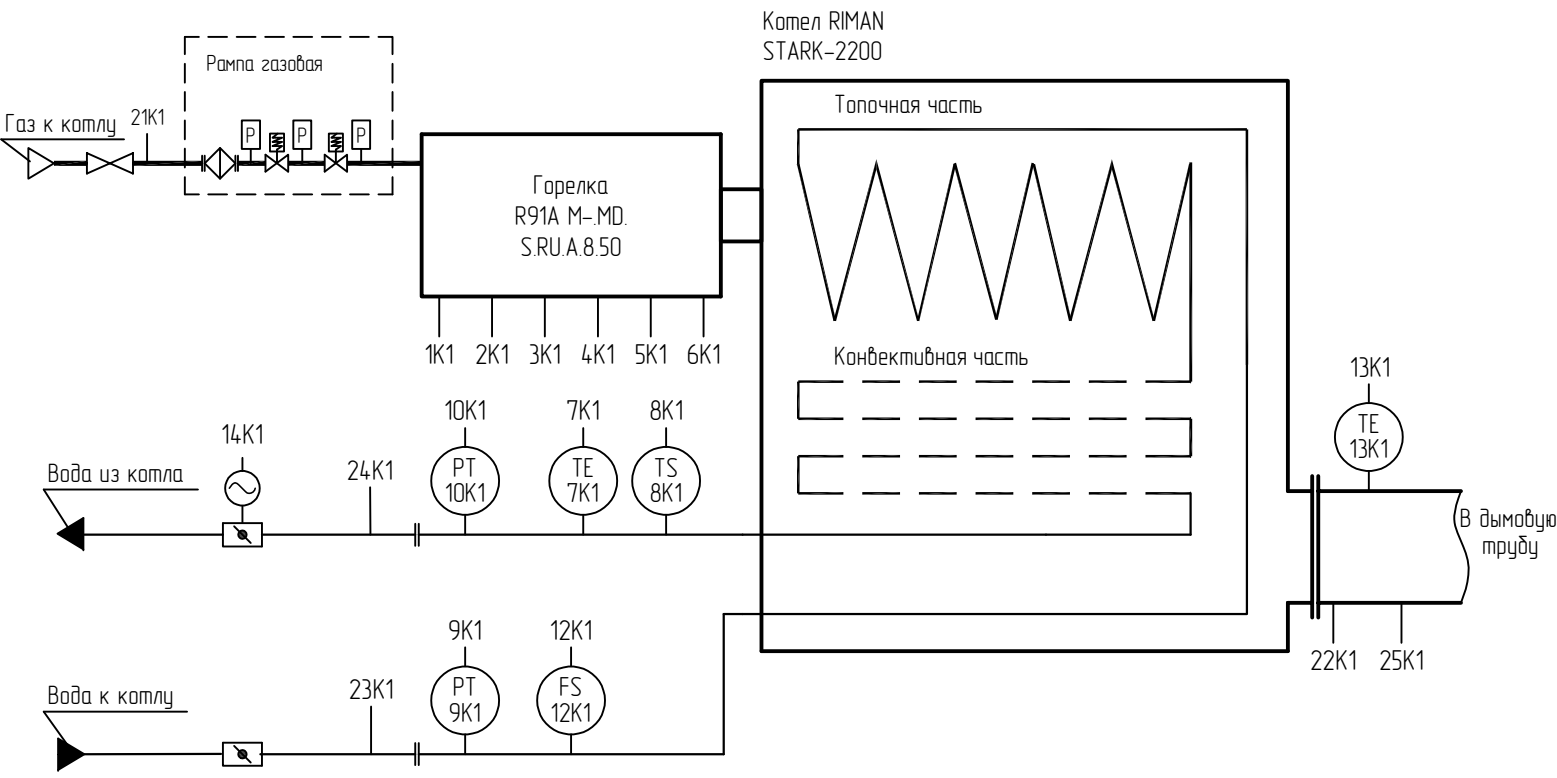 Котел RIMAN
STARK-2200
Рампа газовая
Топочная часть
Газ к котлу
21К1
P
P
P
Горелка
R91A M-.MD.
S.RU.A.8.50
1К1
2К1
3К1
4К1
5К1
6К1
Конвективная часть
13К1
TE
13К1
10К1
7К1
8К1
14К1
24К1
PT
10К1
TE
7К1
TS
8К1
Вода из котла
В дымовую
трубу
9К1
12К1
22К1
25К1
23К1
PT
9К1
FS
12К1
Вода к котлу